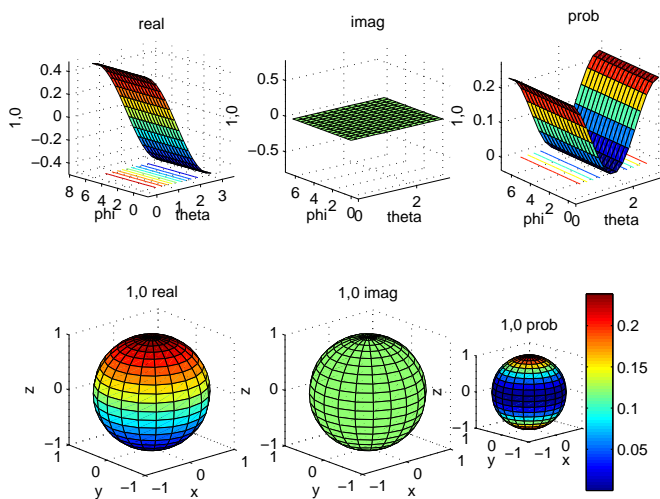 real
imag
prob
0.4
0.2
0
−0.2
−0.4
1,0
8 6 4 2 0
phi
0 1 2 3
theta
0.5
0
−0.5
1,0
6 4 2 0
phi
0 2
theta
0.2
0.1
0
1,0
6 4 2 0
phi
0 2
theta
1,0 real
1,0 imag
1,0 prob
1
0
−1
z
1 0 −1
y
−1 0 1
x
1
0
−1
z
1 0 −1
y
−1 0 1
x
1
0
−1
z
1 0 −1
y
−1 0 1
x
0.2
0.15
0.1
0.05